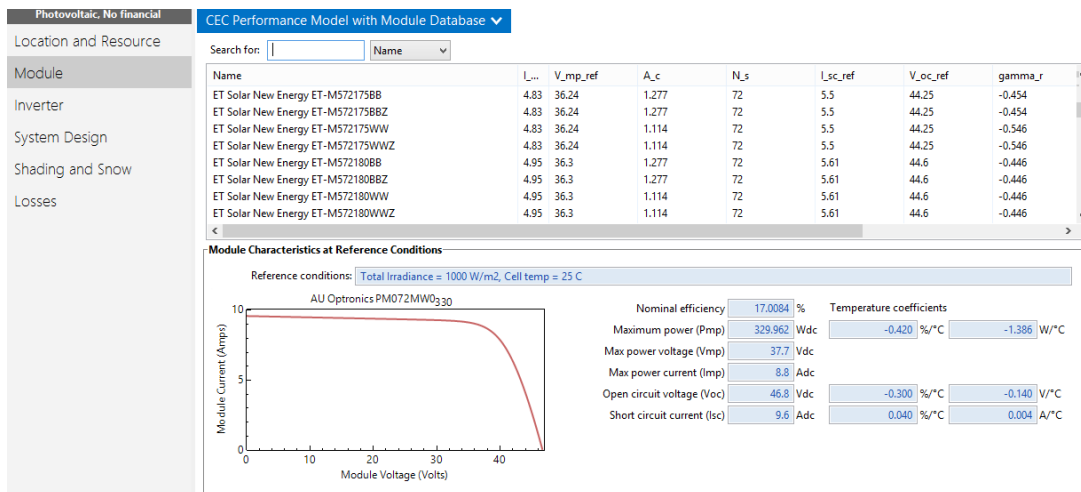 Photovoltaic, No financial
Location and Resource
Module
Inverter
System Design
Shading and Snow
Losses
CEC Performance Model with Module Database
Search for: Name
Name I_... V_mp_ref A_c N_s I_sc_ref V_oc_ref gamma_r
ET Solar New Energy ET-M572175BB 4.83 36.24 1.277 72 5.5 44.25 -0.454
ET Solar New Energy ET-M572175BBZ 4.83 36.24 1.277 72 5.5 44.25 -0.454
ET Solar New Energy ET-M572175WW 4.83 36.24 1.114 72 5.5 44.25 -0.546
ET Solar New Energy ET-M572175WWZ 4.83 36.24 1.114 72 5.5 44.25 -0.546
ET Solar New Energy ET-M572180BB 4.95 36.3 1.277 72 5.61 44.6 -0.446
ET Solar New Energy ET-M572180BBZ 4.95 36.3 1.277 72 5.61 44.6 -0.446
ET Solar New Energy ET-M572180WW 4.95 36.3 1.114 72 5.61 44.6 -0.446
ET Solar New Energy ET-M572180WWZ 4.95 36.3 1.114 72 5.61 44.6 -0.446
Module Characteristics at Reference Conditions
Reference conditions: Total Irradiance = 1000 W/m2, Cell temp = 25 C
AU Optronics PM072MW0330
Module Current (Amps)
10
5
0
0 10 20 30 40
Module Voltage (Volts)
Nominal efficiency 17.0084 % Temperature coefficients
Maximum power (Pmp) 329.962 Wdc -0.420 %/°C -1.386 W/°C
Max power voltage (Vmp) 37.7 Vdc
Max power current (Imp) 8.8 Adc
Open circuit voltage (Voc) 46.8 Vdc -0.300 %/°C -0.140 V/°C
Short circuit current (Isc) 9.6 Adc 0.040 %/°C 0.004 A/°C